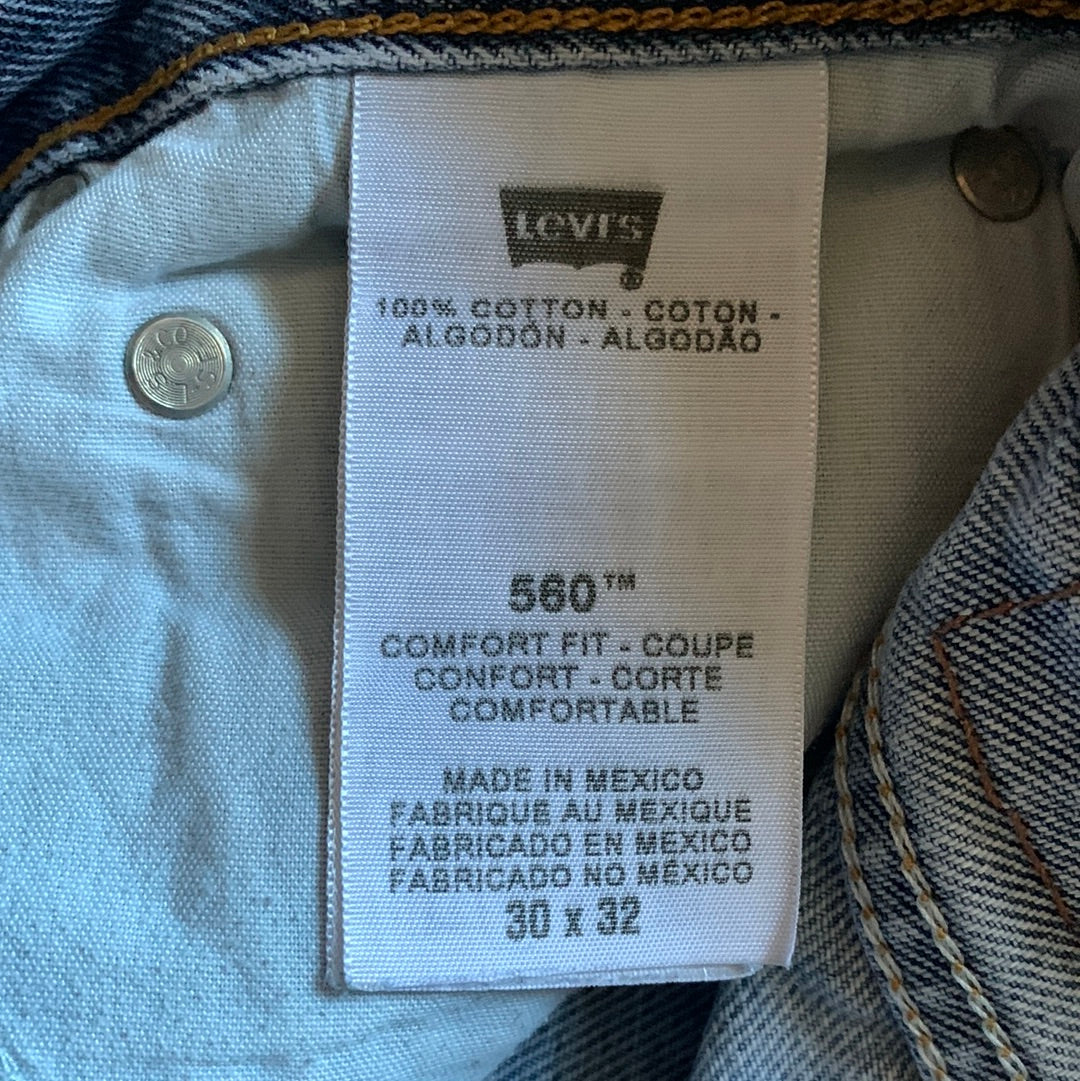 Levi's
®
100% COTTON - COTON -
ALGODÓN - ALGODÃO
560™
COMFORT FIT - COUPE
CONFORT - CORTE
COMFORTABLE
MADE IN MEXICO
FABRIQUE AU MEXIQUE
FABRICADO EN MEXICO
FABRICADO NO MÉXICO
30 x 32